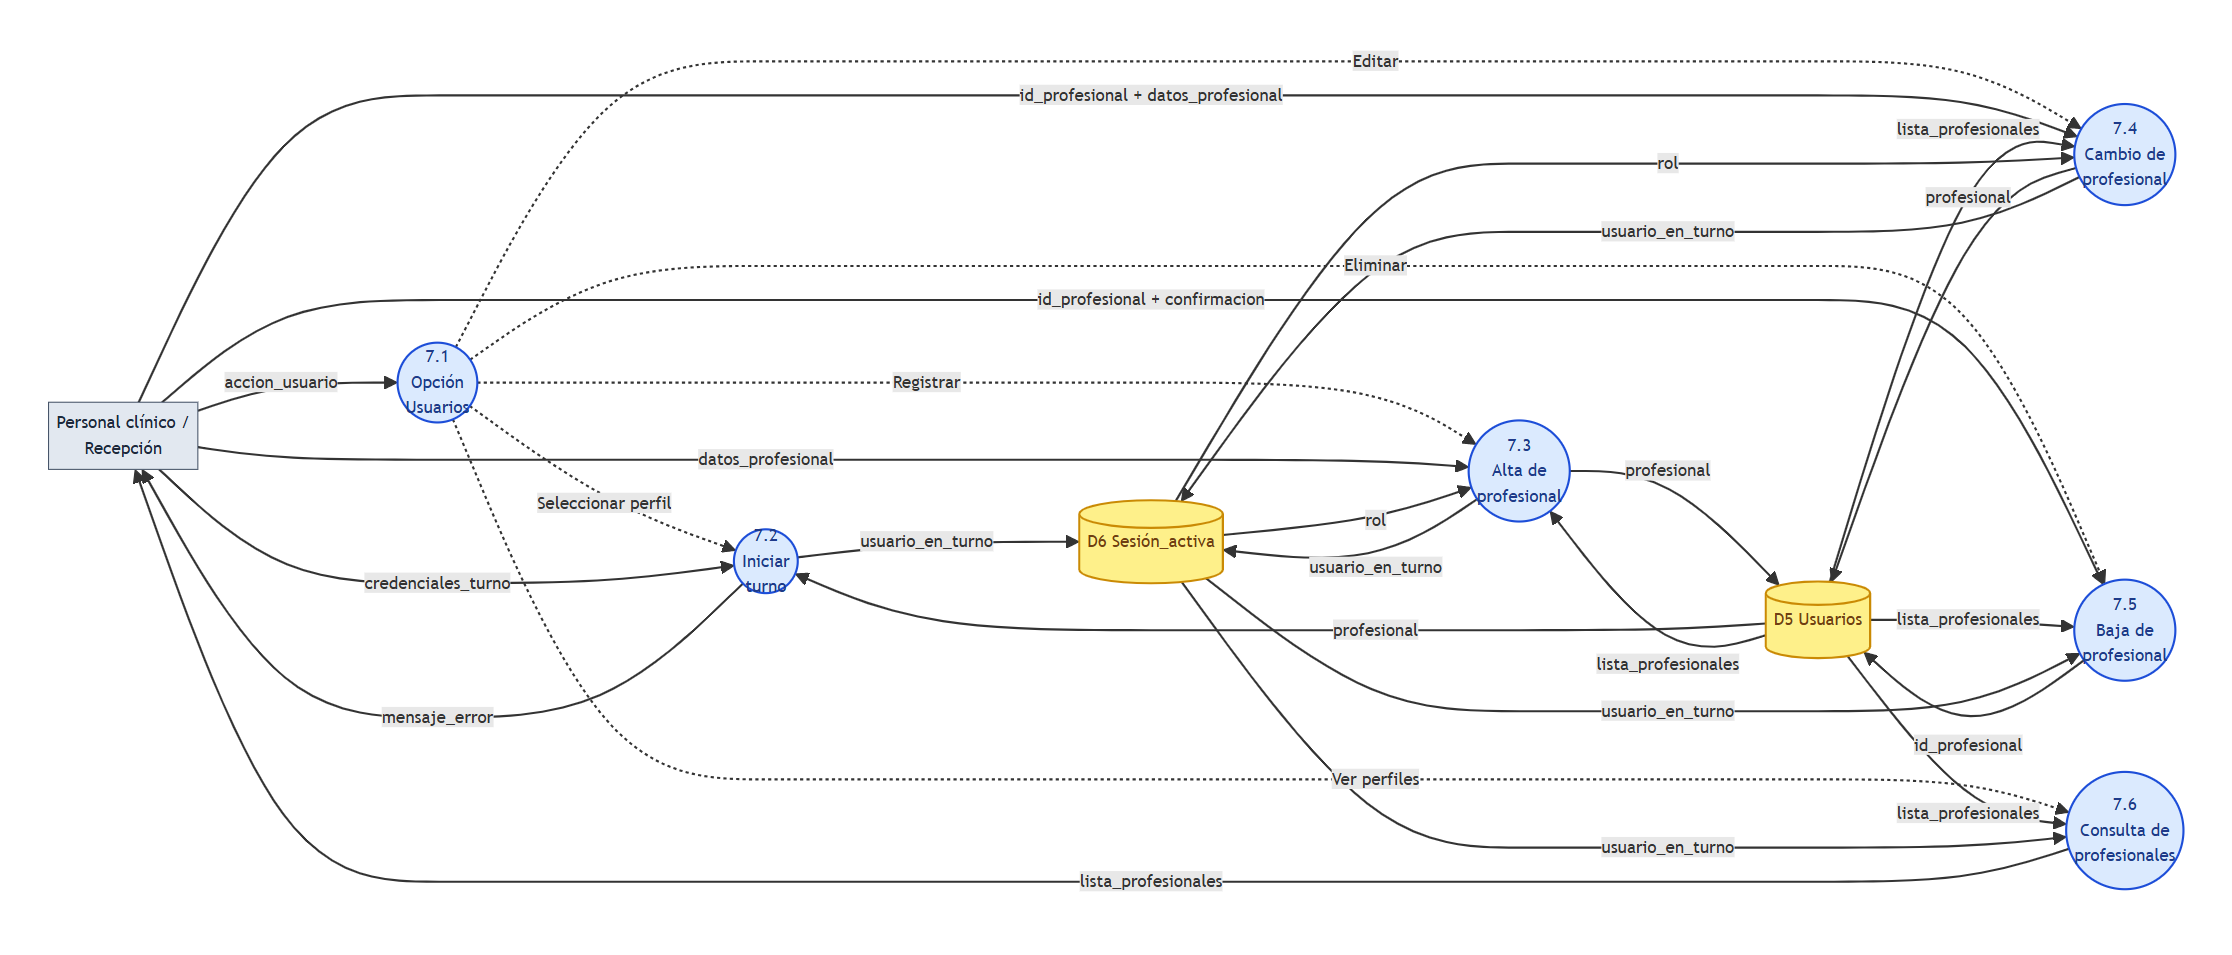 Editar
id_profesional + datos_profesional
lista_profesionales
7.4
Cambio de
profesional
rol
profesional
usuario_en_turno
Eliminar
id_profesional + confirmacion
7.1
Opción
Usuarios
accion_usuario
Registrar
Personal clínico /
Recepción
datos_profesional
7.3
Alta de
profesional
profesional
Seleccionar perfil
rol
7.2
Iniciar
turno
usuario_en_turno
D6 Sesión_activa
usuario_en_turno
credenciales_turno
D5 Usuarios
lista_profesionales
7.5
Baja de
profesional
profesional
lista_profesionales
mensaje_error
usuario_en_turno
id_profesional
Ver perfiles
lista_profesionales
7.6
Consulta de
profesionales
usuario_en_turno
lista_profesionales